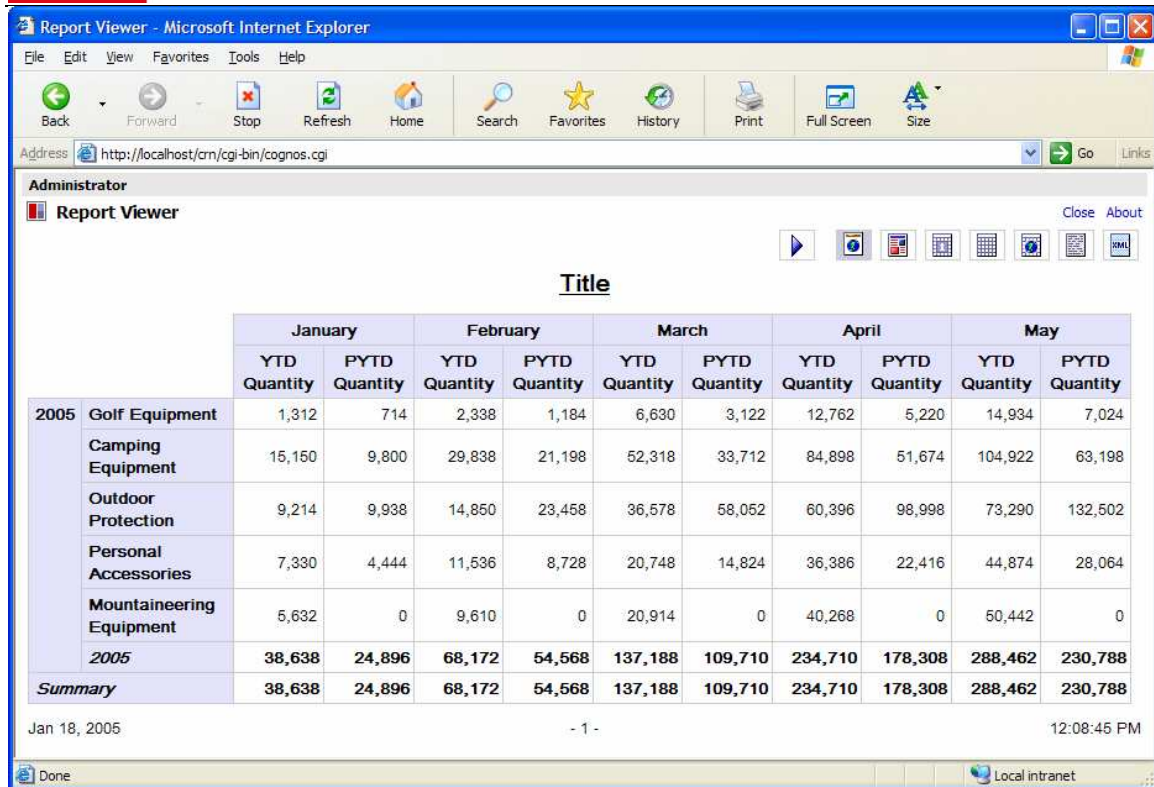 Report Viewer - Microsoft Internet Explorer
File Edit View Favorites Tools Help
Back Forward Stop Refresh Home Search Favorites History Print Full Screen Size
Address http://localhost/crn/cgi-bin/cognos.cgi Go Links
Administrator
Report Viewer Close About
XML
Title
January February March April May
YTD Quantity PYTD Quantity YTD Quantity PYTD Quantity YTD Quantity PYTD Quantity YTD Quantity PYTD Quantity YTD Quantity PYTD Quantity
2005 Golf Equipment 1,312 714 2,338 1,184 6,630 3,122 12,762 5,220 14,934 7,024
Camping Equipment 15,150 9,800 29,838 21,198 52,318 33,712 84,898 51,674 104,922 63,198
Outdoor Protection 9,214 9,938 14,850 23,458 36,578 58,052 60,396 98,998 73,290 132,502
Personal Accessories 7,330 4,444 11,536 8,728 20,748 14,824 36,386 22,416 44,874 28,064
Mountaineering Equipment 5,632 0 9,610 0 20,914 0 40,268 0 50,442 0
2005 38,638 24,896 68,172 54,568 137,188 109,710 234,710 178,308 288,462 230,788
Summary 38,638 24,896 68,172 54,568 137,188 109,710 234,710 178,308 288,462 230,788
Jan 18, 2005 - 1 - 12:08:45 PM
Done Local intranet